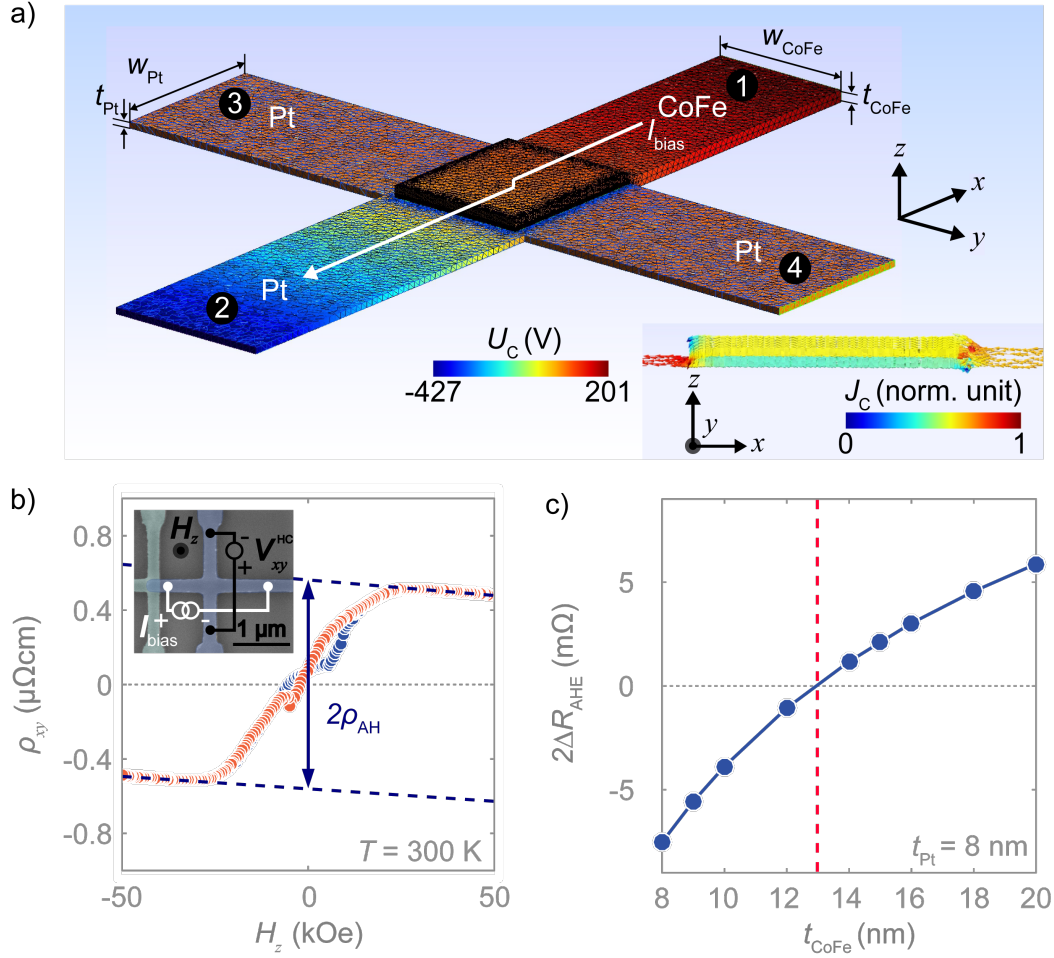 a)
w_Pt
t_Pt
3
Pt
1
w_CoFe
t_CoFe
CoFe
I_bias
z
x
y
Pt
4
Pt
2
U_C (V)
-427
201
z
y
x
J_C (norm. unit)
0
1
b)
0.8
0.4
0
-0.4
-0.8
ρ_xy (µΩcm)
H_z
-
V_xy^HC
+
+
-
I_bias
1 µm
2ρ_AH
T = 300 K
-50
0
50
H_z (kOe)
c)
5
0
-5
2ΔR_AHE (mΩ)
t_Pt = 8 nm
8
10
12
14
16
18
20
t_CoFe (nm)